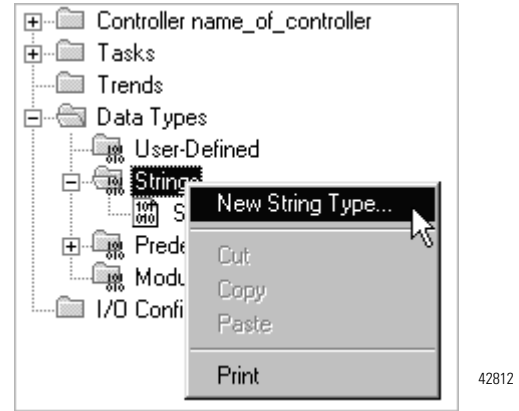 Controller name_of_controller
Tasks
Trends
Data Types
User-Defined
Strings
New String Type...
S
Prede
Cut
Modu
Copy
I/O Confi
Paste
Print
42812